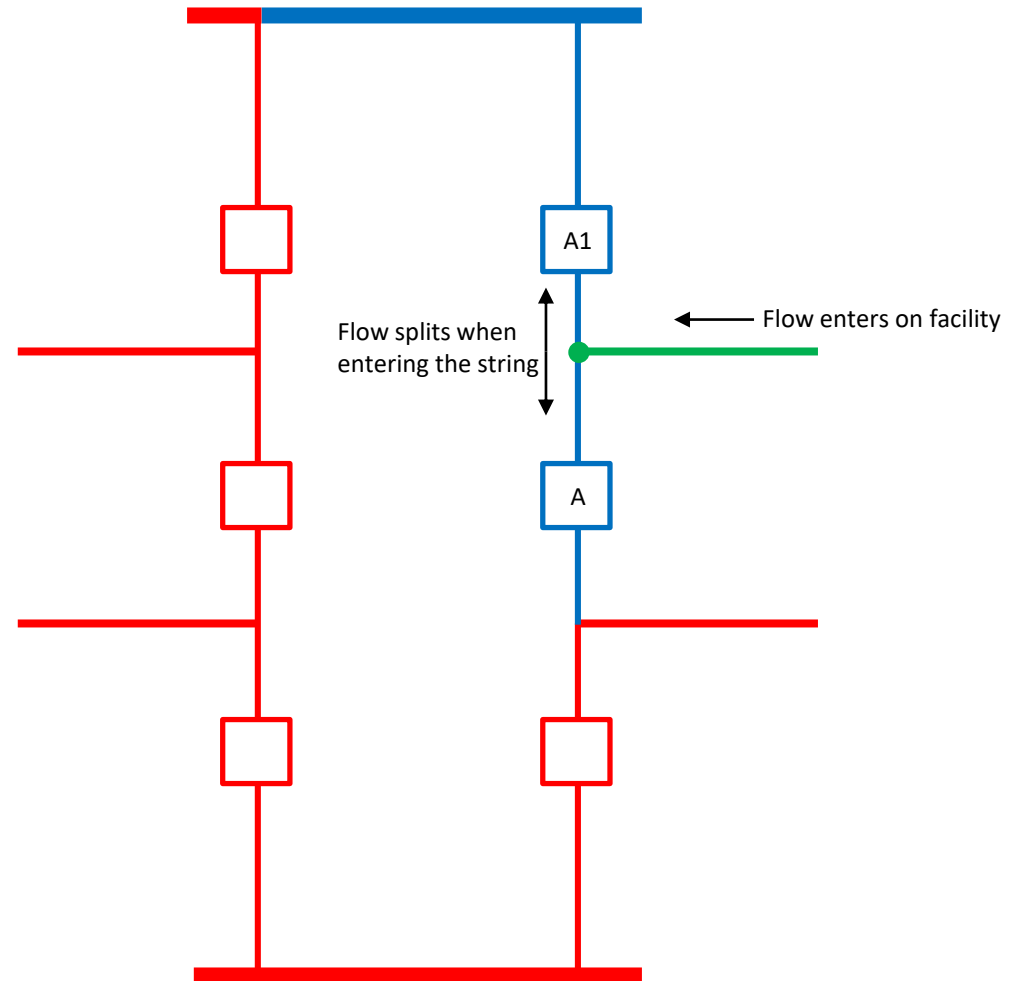 A1
Flow enters on facility
Flow splits when
entering the string
A